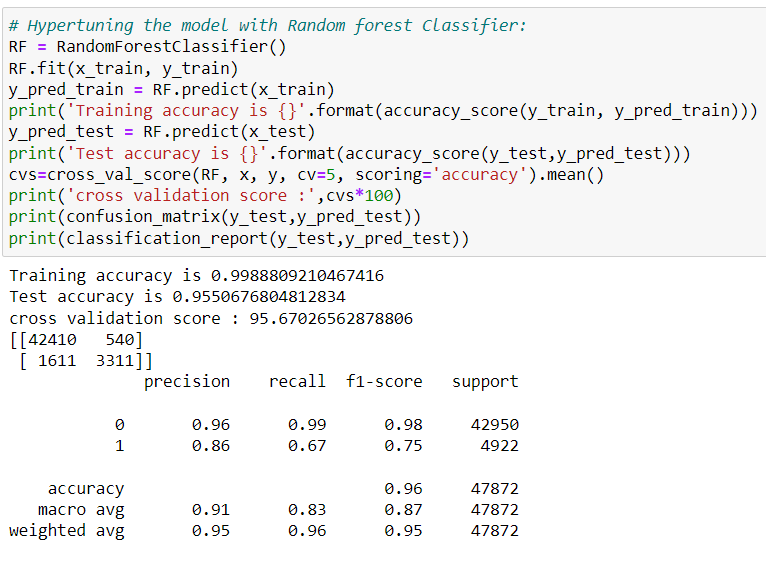 # Hypertuning the model with Random forest Classifier:
RF = RandomForestClassifier()
RF.fit(x_train, y_train)
y_pred_train = RF.predict(x_train)
print('Training accuracy is {}'.format(accuracy_score(y_train, y_pred_train)))
y_pred_test = RF.predict(x_test)
print('Test accuracy is {}'.format(accuracy_score(y_test,y_pred_test)))
cvs=cross_val_score(RF, x, y, cv=5, scoring='accuracy').mean()
print('cross validation score :',cvs*100)
print(confusion_matrix(y_test,y_pred_test))
print(classification_report(y_test,y_pred_test))
Training accuracy is 0.9988809210467416
Test accuracy is 0.9550676804812834
cross validation score : 95.67026562878806
[[42410   540]
 [ 1611  3311]]
              precision    recall  f1-score   support
           0       0.96      0.99      0.98     42950
           1       0.86      0.67      0.75      4922
    accuracy                           0.96     47872
   macro avg       0.91      0.83      0.87     47872
weighted avg       0.95      0.96      0.95     47872